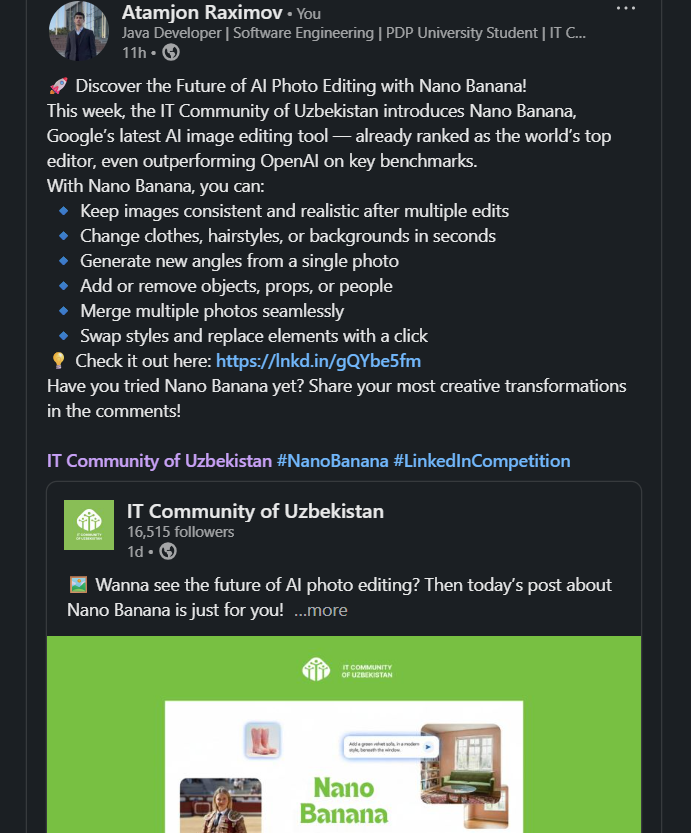 Atamjon Raximov • You
Java Developer | Software Engineering | PDP University Student | IT C...
11h •
🚀 Discover the Future of AI Photo Editing with Nano Banana!
This week, the IT Community of Uzbekistan introduces Nano Banana,
Google's latest AI image editing tool — already ranked as the world's top
editor, even outperforming OpenAI on key benchmarks.
With Nano Banana, you can:
🔹 Keep images consistent and realistic after multiple edits
🔹 Change clothes, hairstyles, or backgrounds in seconds
🔹 Generate new angles from a single photo
🔹 Add or remove objects, props, or people
🔹 Merge multiple photos seamlessly
🔹 Swap styles and replace elements with a click
💡 Check it out here: https://lnkd.in/gQYbe5fm
Have you tried Nano Banana yet? Share your most creative transformations
in the comments!
IT Community of Uzbekistan #NanoBanana #LinkedInCompetition
IT COMMUNITY
OF UZBEKISTAN
IT Community of Uzbekistan
16,515 followers
1d •
🖼️ Wanna see the future of AI photo editing? Then today's post about
Nano Banana is just for you! ...more
IT COMMUNITY
OF UZBEKISTAN
Add a green velvet sofa, in a modern
style, beneath the window.
Nano
Banana